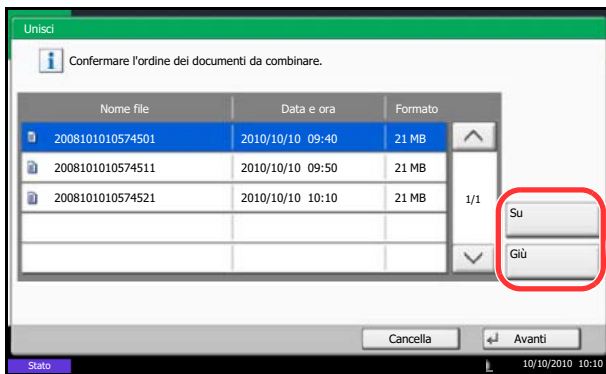 Unisci
Confermare l'ordine dei documenti da combinare.
Nome file Data e ora Formato
2008101010574501 2010/10/10 09:40 21 MB
2008101010574511 2010/10/10 09:50 21 MB
2008101010574521 2010/10/10 10:10 21 MB
1/1
Su
Giù
Cancella Avanti
Stato 10/10/2010 10:10